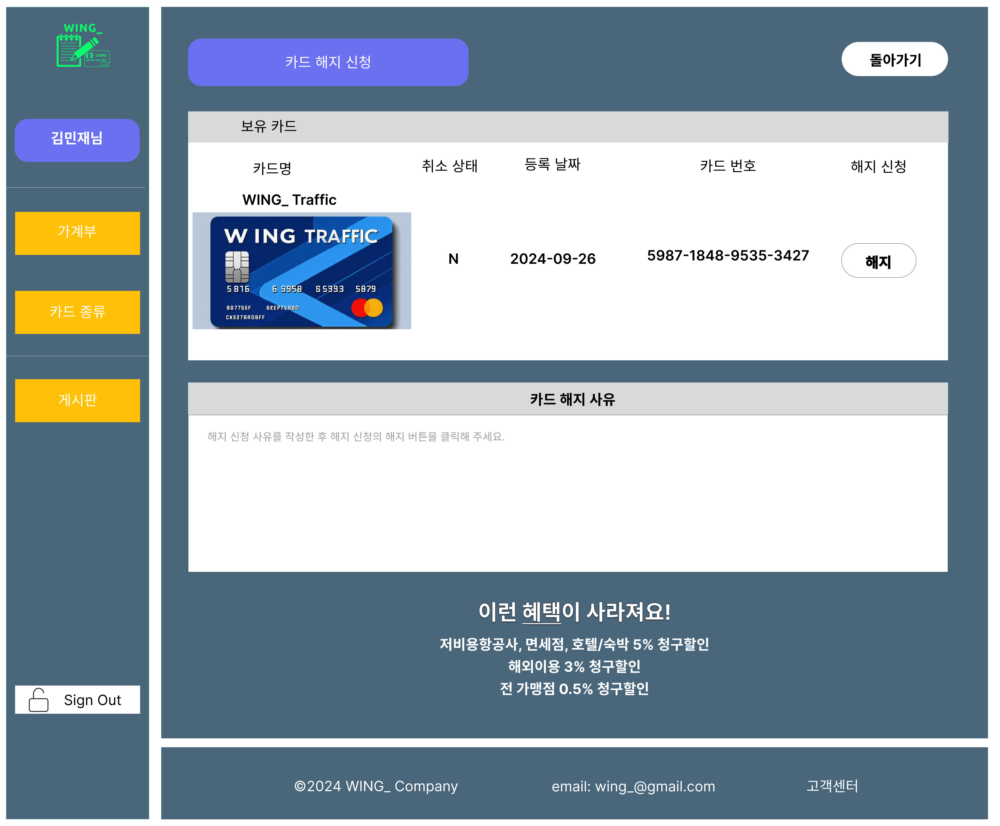 WING_
CARD
김민재님
가계부
카드 종류
게시판
Sign Out
카드 해지 신청
돌아가기
보유 카드
카드명
취소 상태
등록 날짜
카드 번호
해지 신청
WING_ Traffic
W ING TRAFFIC
5816 6 9958 65393 5879
N
2024-09-26
5987-1848-9535-3427
해지
카드 해지 사유
해지 신청 사유를 작성한 후 해지 신청의 해지 버튼을 클릭해 주세요.
이런 혜택이 사라져요!
저비용항공사, 면세점, 호텔/숙박 5% 청구할인
해외이용 3% 청구할인
전 가맹점 0.5% 청구할인
©2024 WING_ Company
email: wing_@gmail.com
고객센터